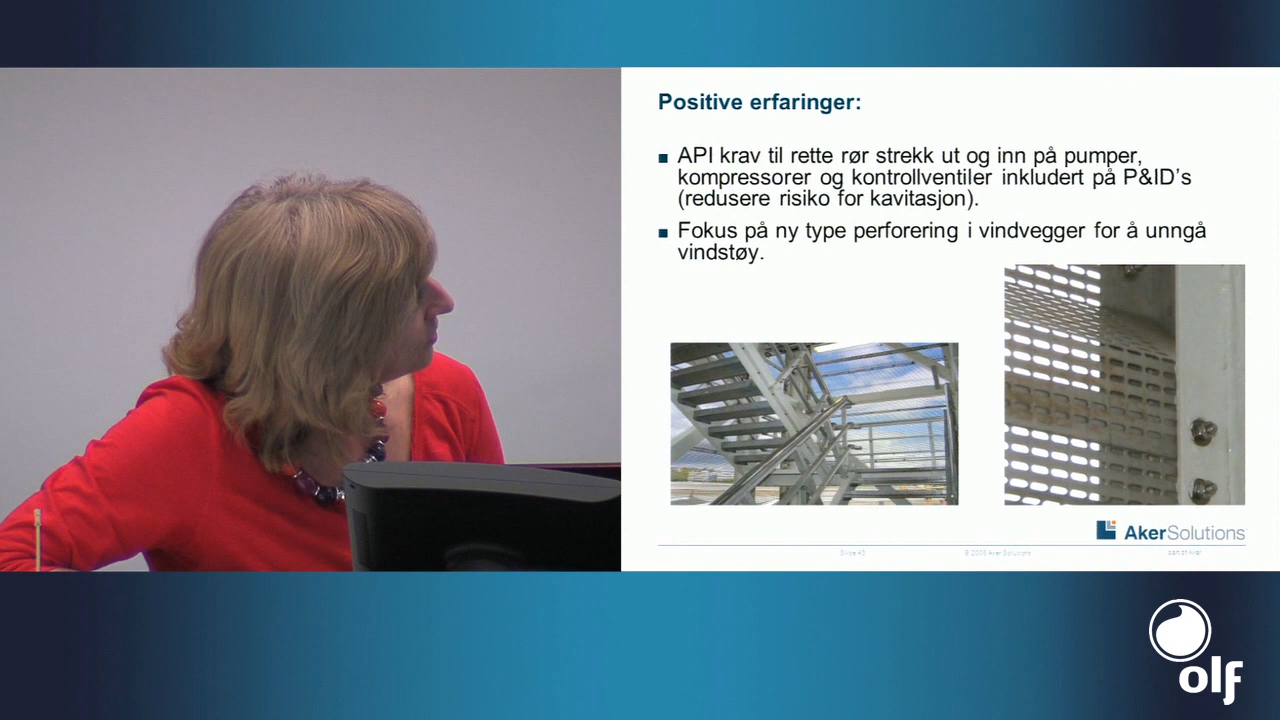 Positive erfaringer:
API krav til rette rør strekk ut og inn på pumper,
kompressorer og kontrollventiler inkludert på P&ID's
(redusere risiko for kavitasjon).
Fokus på ny type perforering i vindvegger for å unngå
vindstøy.
AkerSolutions
olf